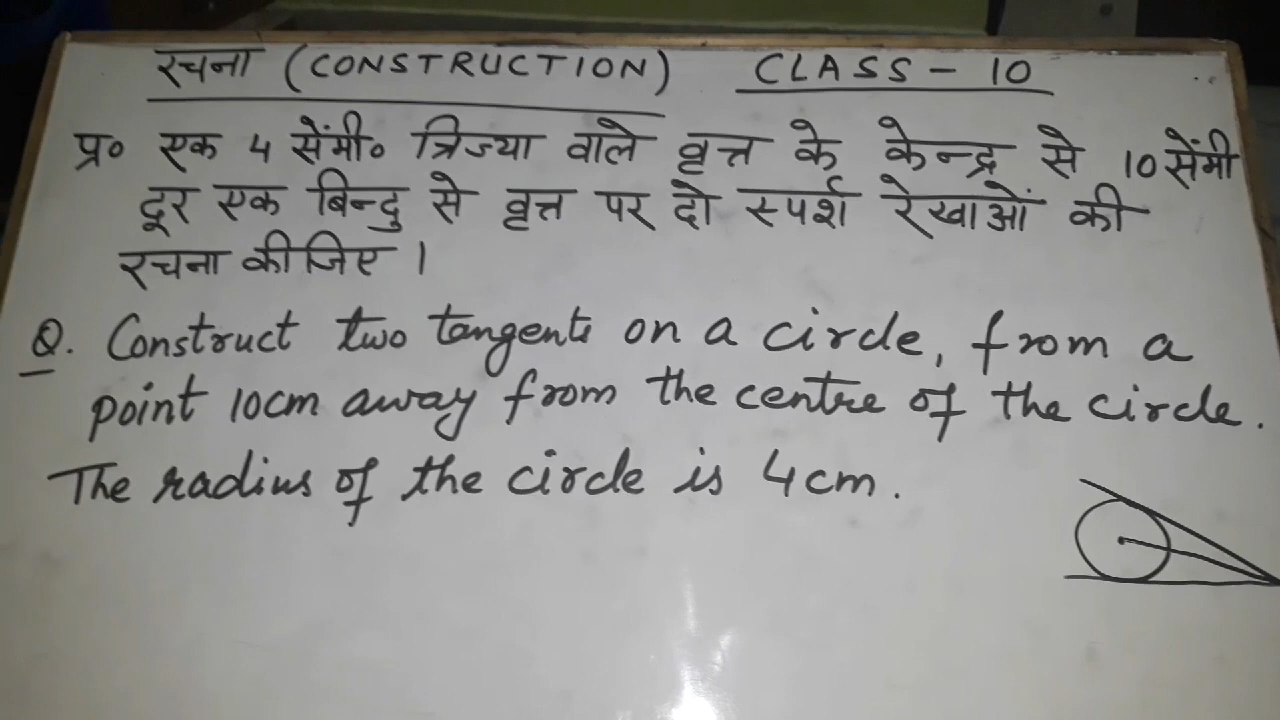 रचना (CONSTRUCTION) CLASS - 10
प्र० एक 4 सेंमी० त्रिज्या वाले वृत्त के केन्द्र से 10 सेंमी
दूर एक बिन्दु से वृत्त पर दो स्पर्श रेखाओं की
रचना कीजिए।
Q. Construct two tangents on a circle, from a
point 10cm away from the centre of the circle.
The radius of the circle is 4cm.